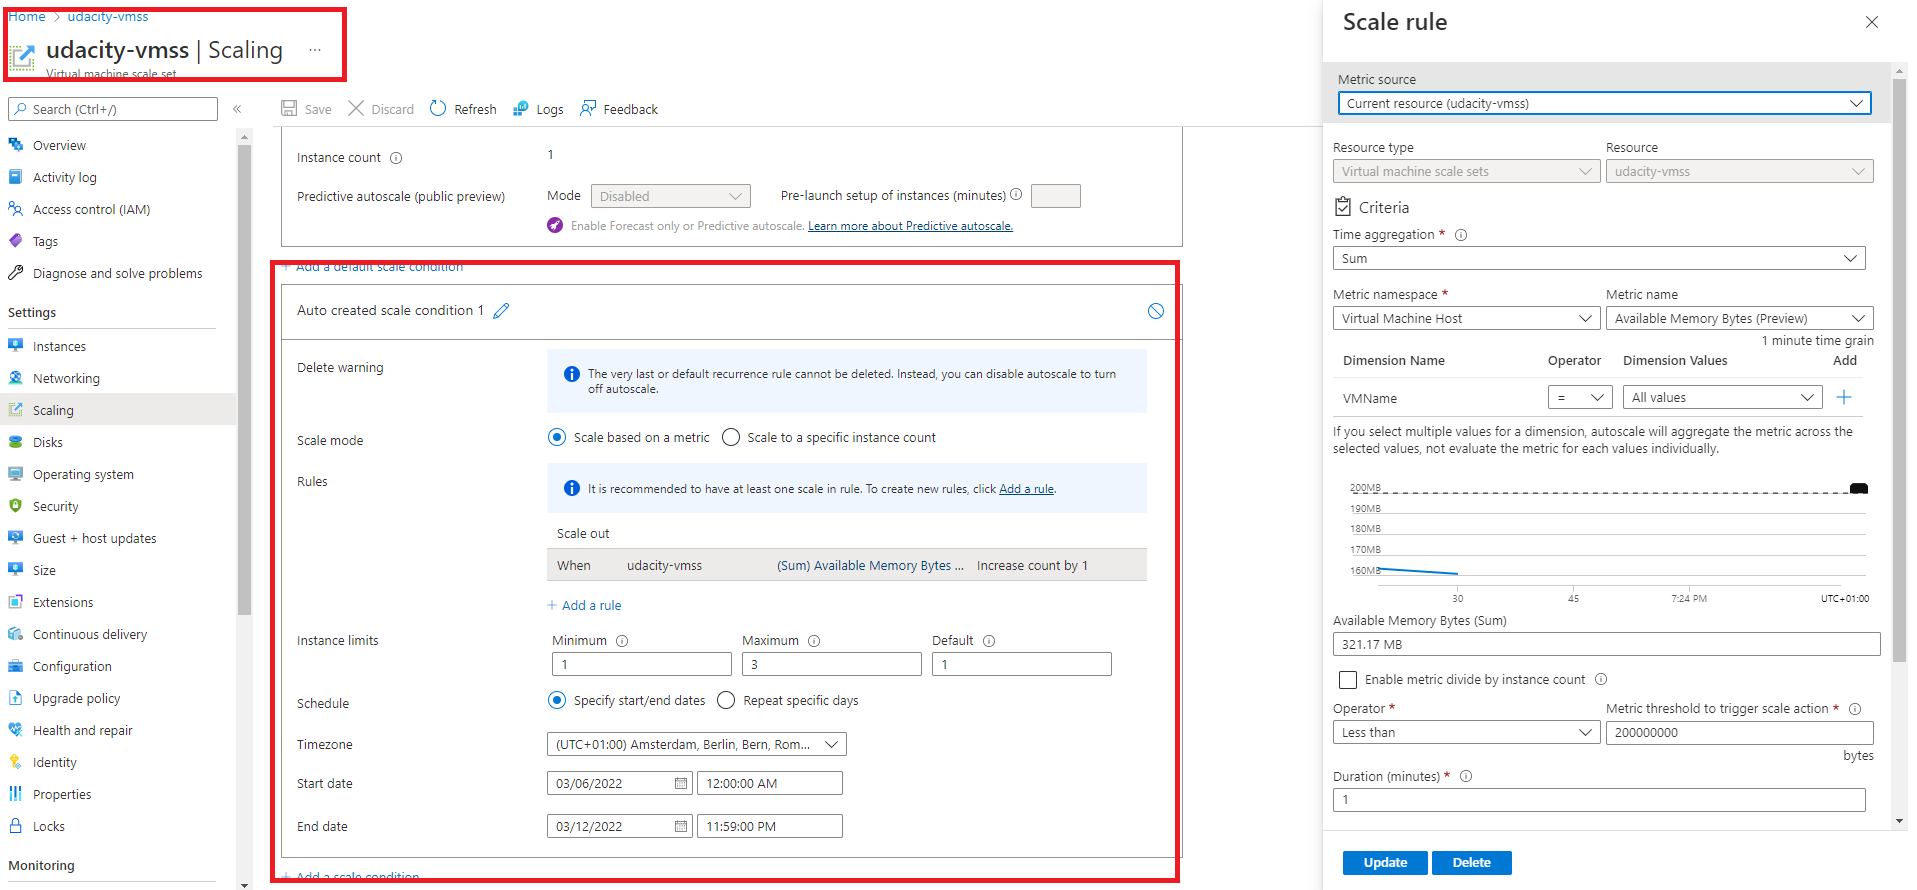 Home > udacity-vmss
udacity-vmss | Scaling ...
Virtual machine scale set
Search (Ctrl+/)
«
Overview
Activity log
Access control (IAM)
Tags
Diagnose and solve problems
Settings
Instances
Networking
Scaling
Disks
Operating system
Security
Guest + host updates
Size
Extensions
Continuous delivery
Configuration
Upgrade policy
Health and repair
Identity
Properties
Locks
Monitoring
Save Discard Refresh Logs Feedback
Instance count 1
Predictive autoscale (public preview) Mode Disabled Pre-launch setup of instances (minutes)
Enable Forecast only or Predictive autoscale. Learn more about Predictive autoscale.
+ Add a default scale condition
Auto created scale condition 1
Delete warning
The very last or default recurrence rule cannot be deleted. Instead, you can disable autoscale to turn
off autoscale.
Scale mode Scale based on a metric Scale to a specific instance count
Rules
It is recommended to have at least one scale in rule. To create new rules, click Add a rule.
Scale out
When udacity-vmss (Sum) Available Memory Bytes ... Increase count by 1
+ Add a rule
Instance limits Minimum Maximum Default
1 3 1
Schedule Specify start/end dates Repeat specific days
Timezone (UTC+01:00) Amsterdam, Berlin, Bern, Rom...
Start date 03/06/2022 12:00:00 AM
End date 03/12/2022 11:59:00 PM
+ Add a scale condition
Scale rule
Metric source
Current resource (udacity-vmss)
Resource type Resource
Virtual machine scale sets udacity-vmss
Criteria
Time aggregation *
Sum
Metric namespace * Metric name
Virtual Machine Host Available Memory Bytes (Preview)
1 minute time grain
Dimension Name Operator Dimension Values Add
VMName = All values +
If you select multiple values for a dimension, autoscale will aggregate the metric across the
selected values, not evaluate the metric for each values individually.
200MB
190MB
180MB
170MB
160MB
30 45 7:24 PM UTC+01:00
Available Memory Bytes (Sum)
321.17 MB
Enable metric divide by instance count
Operator * Metric threshold to trigger scale action *
Less than 200000000
bytes
Duration (minutes) *
1
Update Delete